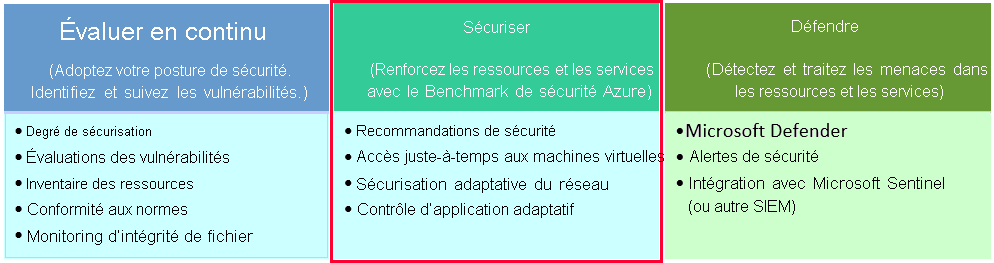 Évaluer en continu
(Adoptez votre posture de sécurité.
Identifiez et suivez les vulnérabilités.)
• Degré de sécurisation
• Évaluations des vulnérabilités
• Inventaire des ressources
• Conformité aux normes
• Monitoring d'intégrité de fichier
Sécuriser
(Renforcez les ressources et les services
avec le Benchmark de sécurité Azure)
• Recommandations de sécurité
• Accès juste-à-temps aux machines virtuelles
• Sécurisation adaptative du réseau
• Contrôle d'application adaptatif
Défendre
(Détectez et traitez les menaces dans
les ressources et les services)
• Microsoft Defender
• Alertes de sécurité
• Intégration avec Microsoft Sentinel
(ou autre SIEM)